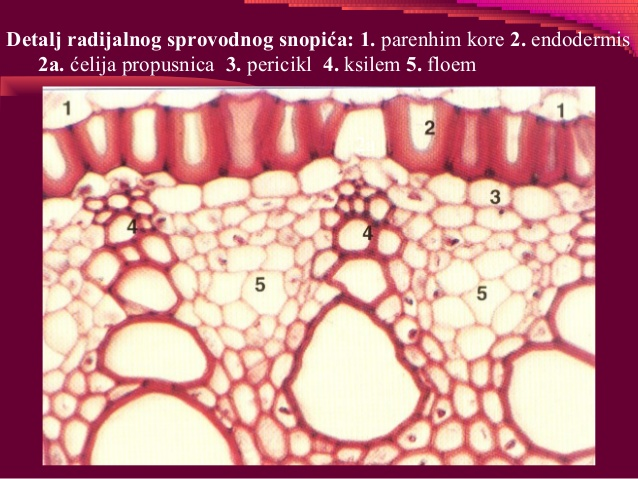 Detalj radijalnog sprovodnog snopića: 1. parenhim kore 2. endodermis
2a. ćelija propusnica 3. pericikl 4. ksilem 5. floem
1 1
2
3
4 4
5 5